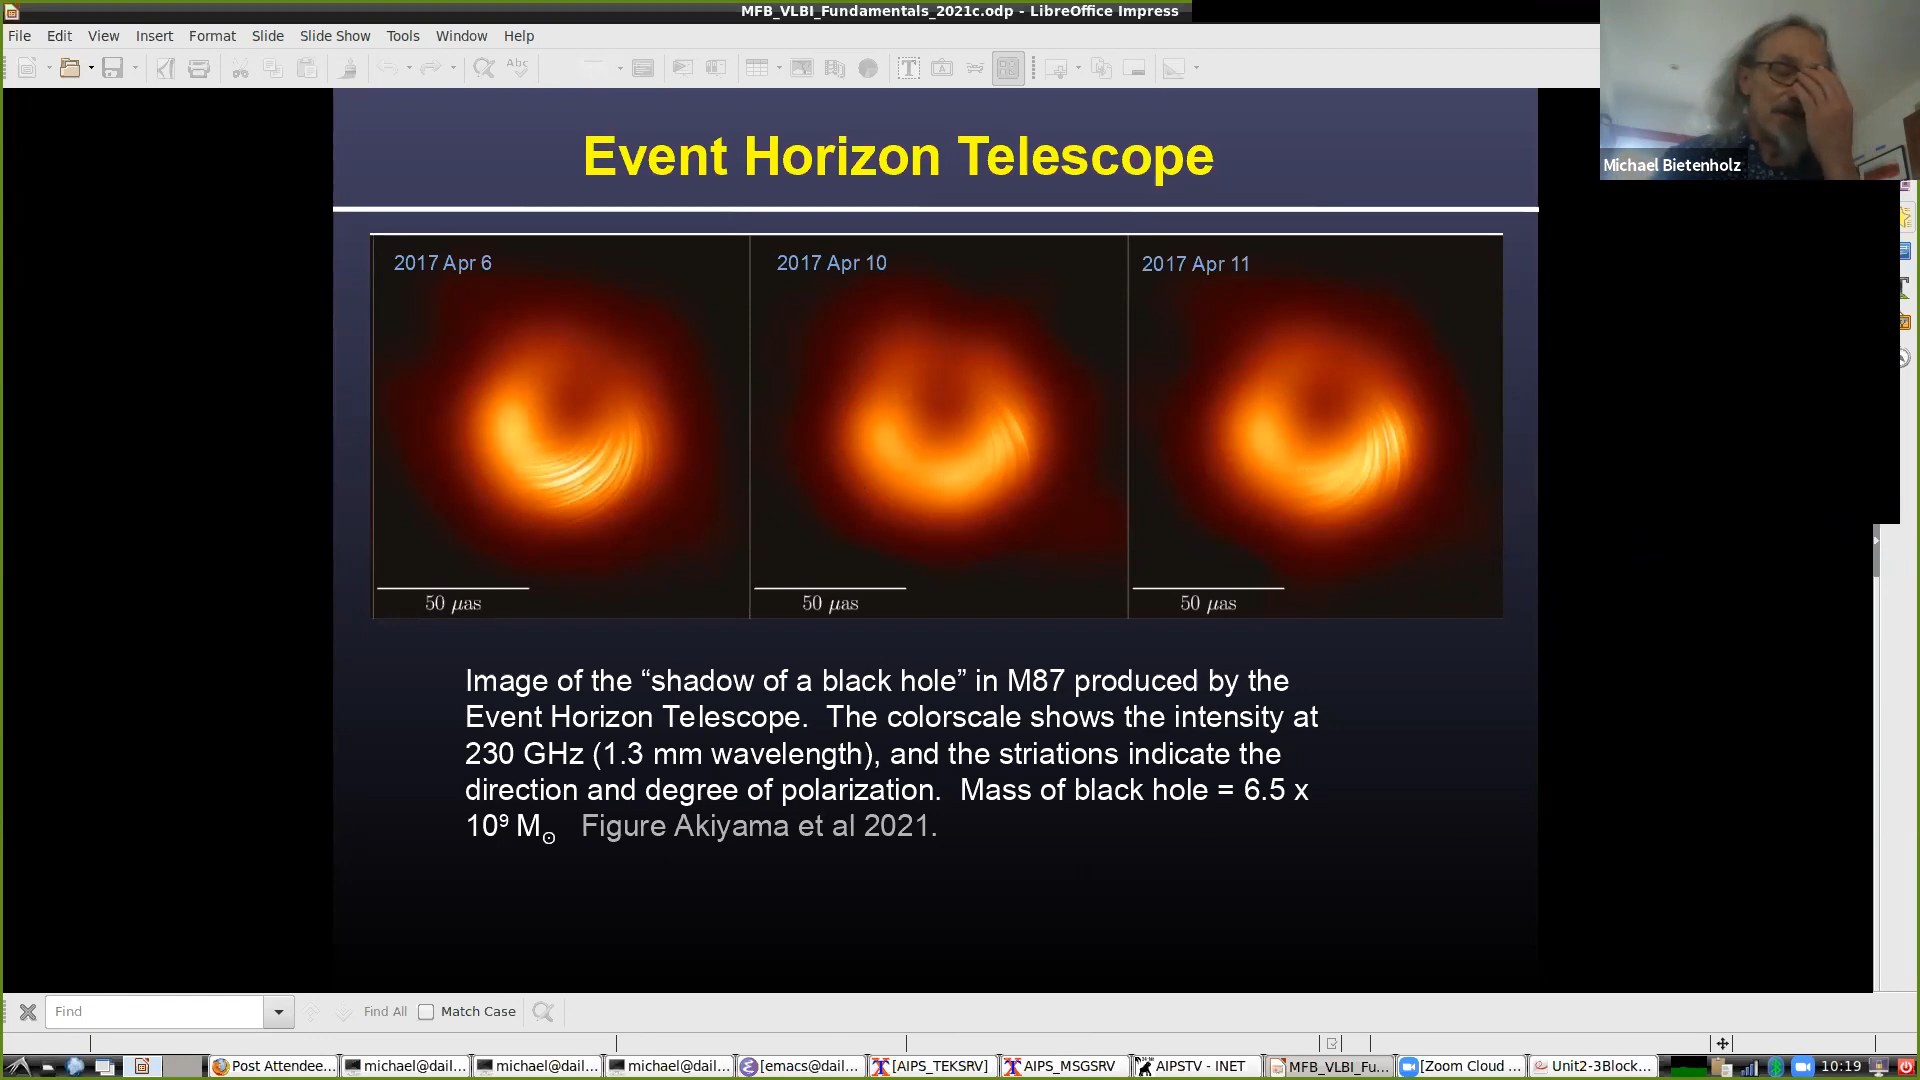 MFB_VLBI_Fundamentals_2021c.odp - LibreOffice Impress
File Edit View Insert Format Slide Slide Show Tools Window Help
Abc
Michael Bietenholz
Event Horizon Telescope
2017 Apr 6
2017 Apr 10
2017 Apr 11
50 μas
50 μas
50 μas
Image of the “shadow of a black hole” in M87 produced by the
Event Horizon Telescope.  The colorscale shows the intensity at
230 GHz (1.3 mm wavelength), and the striations indicate the
direction and degree of polarization.  Mass of black hole = 6.5 x
10⁹ M⊙   Figure Akiyama et al 2021.
Find
Find All
Match Case
Post Attendee...
michael@dail...
michael@dail...
michael@dail...
[emacs@dail...
[AIPS_TEKSRV]
AIPS_MSGSRV
AIPSTV - INET
MFB_VLBI_Fu...
[Zoom Cloud ...
Unit2-3Block...
10:19